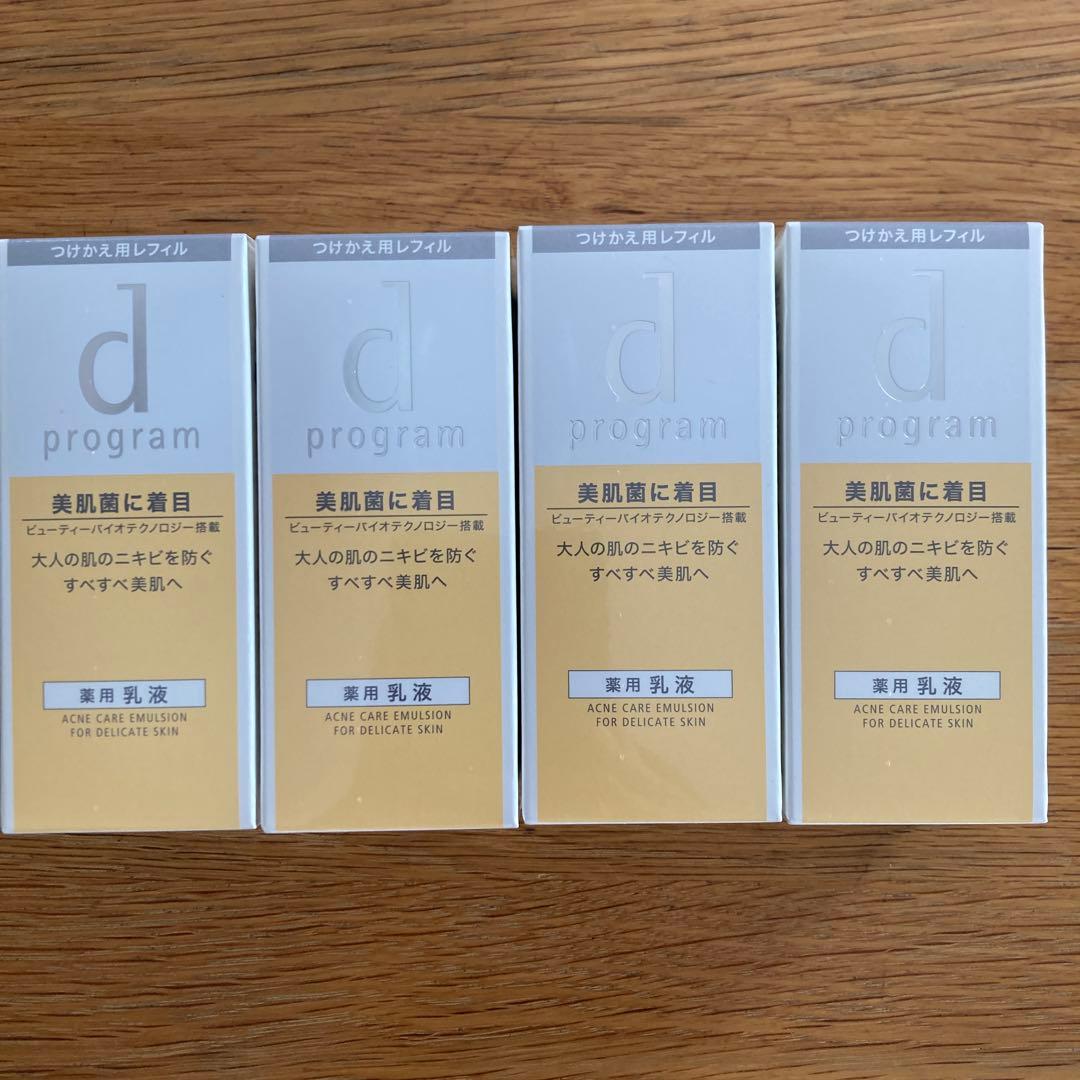 つけかえ用レフィル
d
program
美肌菌に着目
ビューティーバイオテクノロジー搭載
大人の肌のニキビを防ぐ
すべすべ美肌へ
薬用 乳液
ACNE CARE EMULSION
FOR DELICATE SKIN
つけかえ用レフィル
d
program
美肌菌に着目
ビューティーバイオテクノロジー搭載
大人の肌のニキビを防ぐ
すべすべ美肌へ
薬用 乳液
ACNE CARE EMULSION
FOR DELICATE SKIN
つけかえ用レフィル
d
program
美肌菌に着目
ビューティーバイオテクノロジー搭載
大人の肌のニキビを防ぐ
すべすべ美肌へ
薬用 乳液
ACNE CARE EMULSION
FOR DELICATE SKIN
つけかえ用レフィル
d
program
美肌菌に着目
ビューティーバイオテクノロジー搭載
大人の肌のニキビを防ぐ
すべすべ美肌へ
薬用 乳液
ACNE CARE EMULSION
FOR DELICATE SKIN